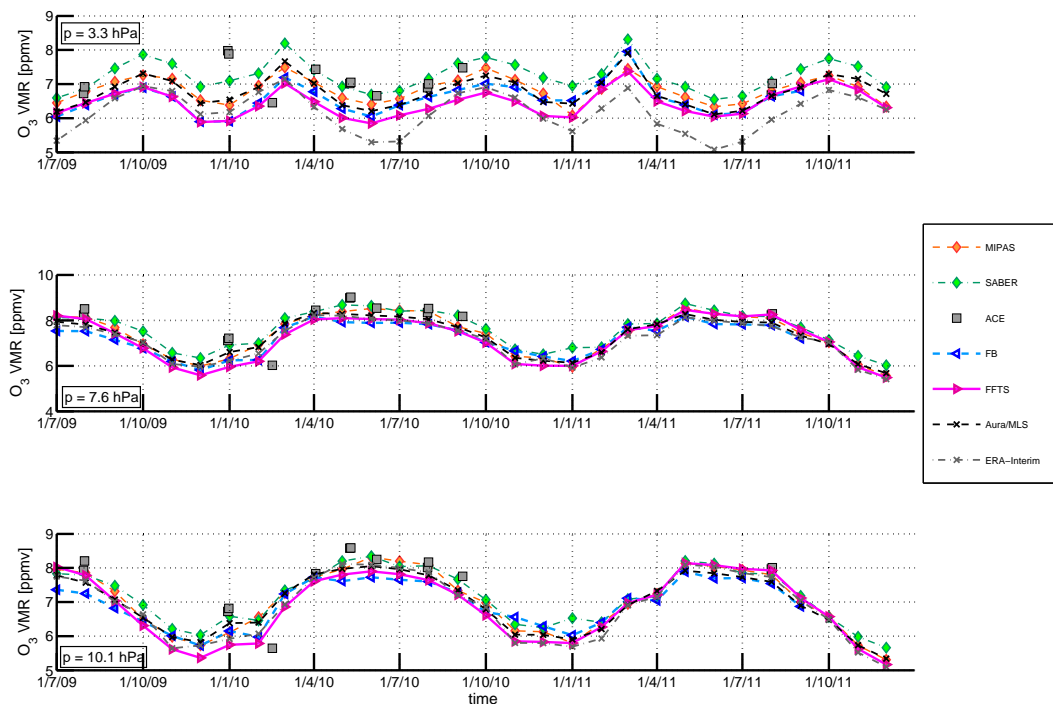 p = 3.3 hPa
O3 VMR [ppmv]
9
8
7
6
5
1/7/09 1/10/09 1/1/10 1/4/10 1/7/10 1/10/10 1/1/11 1/4/11 1/7/11 1/10/11
p = 7.6 hPa
O3 VMR [ppmv]
10
8
6
4
1/7/09 1/10/09 1/1/10 1/4/10 1/7/10 1/10/10 1/1/11 1/4/11 1/7/11 1/10/11
p = 10.1 hPa
O3 VMR [ppmv]
9
8
7
6
5
1/7/09 1/10/09 1/1/10 1/4/10 1/7/10 1/10/10 1/1/11 1/4/11 1/7/11 1/10/11
time
MIPAS
SABER
ACE
FB
FFTS
Aura/MLS
ERA−Interim